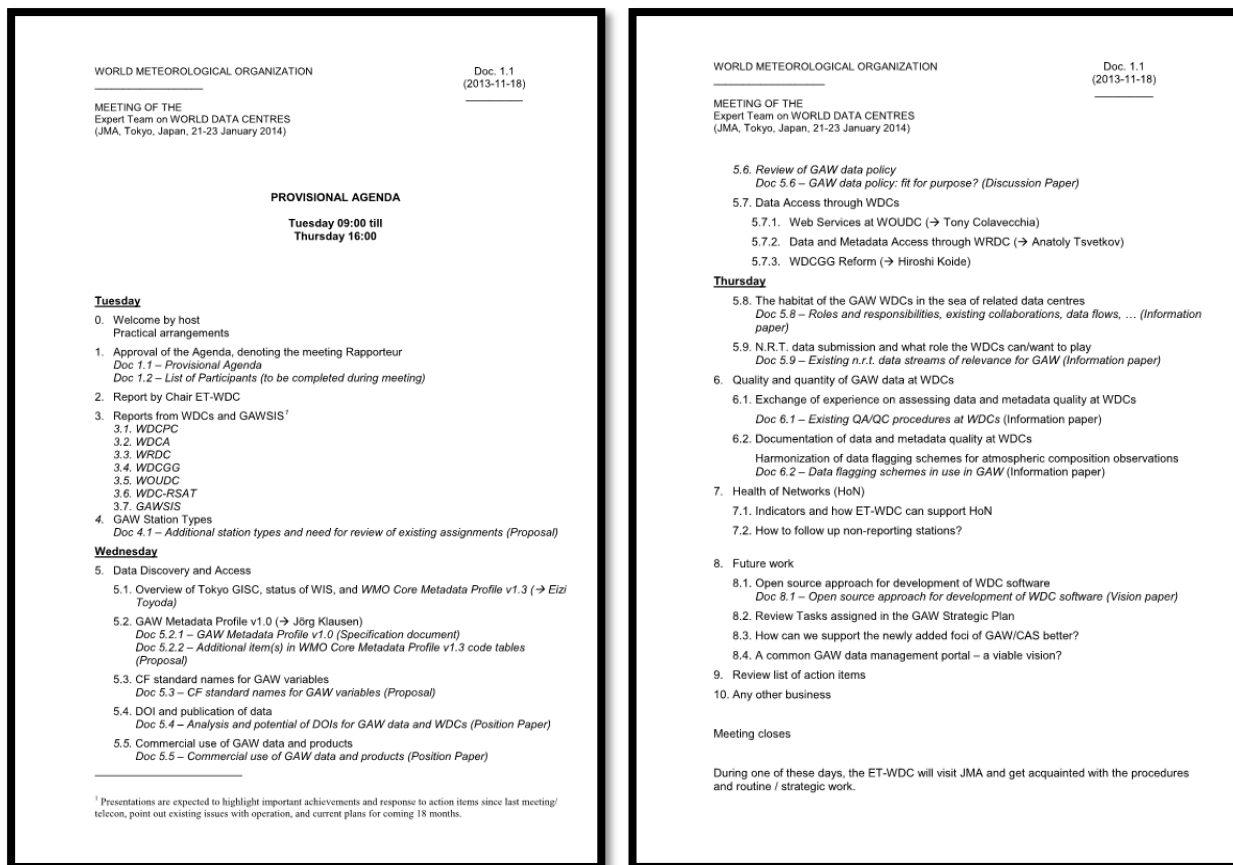 WORLD METEOROLOGICAL ORGANIZATION
Doc. 1.1
(2013-11-18)
MEETING OF THE
Expert Team on WORLD DATA CENTRES
(JMA, Tokyo, Japan, 21-23 January 2014)
PROVISIONAL AGENDA
Tuesday 09:00 till
Thursday 16:00
Tuesday
0. Welcome by host
Practical arrangements
1. Approval of the Agenda, denoting the meeting Rapporteur
Doc 1.1 – Provisional Agenda
Doc 1.2 – List of Participants (to be completed during meeting)
2. Report by Chair ET-WDC
3. Reports from WDCs and GAWSIS¹
3.1. WDCPC
3.2. WDCA
3.3. WRDC
3.4. WDCGG
3.5. WOUDC
3.6. WDC-RSAT
3.7. GAWSIS
4. GAW Station Types
Doc 4.1 – Additional station types and need for review of existing assignments (Proposal)
Wednesday
5. Data Discovery and Access
5.1. Overview of Tokyo GISC, status of WIS, and WMO Core Metadata Profile v1.3 (→ Eizi
Toyoda)
5.2. GAW Metadata Profile v1.0 (→ Jörg Klausen)
Doc 5.2.1 – GAW Metadata Profile v1.0 (Specification document)
Doc 5.2.2 – Additional item(s) in WMO Core Metadata Profile v1.3 code tables
(Proposal)
5.3. CF standard names for GAW variables
Doc 5.3 – CF standard names for GAW variables (Proposal)
5.4. DOI and publication of data
Doc 5.4 – Analysis and potential of DOIs for GAW data and WDCs (Position Paper)
5.5. Commercial use of GAW data and products
Doc 5.5 – Commercial use of GAW data and products (Position Paper)
¹ Presentations are expected to highlight important achievements and response to action items since last meeting/
telecon, point out existing issues with operation, and current plans for coming 18 months.
WORLD METEOROLOGICAL ORGANIZATION
Doc. 1.1
(2013-11-18)
MEETING OF THE
Expert Team on WORLD DATA CENTRES
(JMA, Tokyo, Japan, 21-23 January 2014)
5.6. Review of GAW data policy
Doc 5.6 – GAW data policy: fit for purpose? (Discussion Paper)
5.7. Data Access through WDCs
5.7.1. Web Services at WOUDC (→ Tony Colavecchia)
5.7.2. Data and Metadata Access through WRDC (→ Anatoly Tsvetkov)
5.7.3. WDCGG Reform (→ Hiroshi Koide)
Thursday
5.8. The habitat of the GAW WDCs in the sea of related data centres
Doc 5.8 – Roles and responsibilities, existing collaborations, data flows, … (Information
paper)
5.9. N.R.T. data submission and what role the WDCs can/want to play
Doc 5.9 – Existing n.r.t. data streams of relevance for GAW (Information paper)
6. Quality and quantity of GAW data at WDCs
6.1. Exchange of experience on assessing data and metadata quality at WDCs
Doc 6.1 – Existing QA/QC procedures at WDCs (Information paper)
6.2. Documentation of data and metadata quality at WDCs
Harmonization of data flagging schemes for atmospheric composition observations
Doc 6.2 – Data flagging schemes in use in GAW (Information paper)
7. Health of Networks (HoN)
7.1. Indicators and how ET-WDC can support HoN
7.2. How to follow up non-reporting stations?
8. Future work
8.1. Open source approach for development of WDC software
Doc 8.1 – Open source approach for development of WDC software (Vision paper)
8.2. Review Tasks assigned in the GAW Strategic Plan
8.3. How can we support the newly added foci of GAW/CAS better?
8.4. A common GAW data management portal – a viable vision?
9. Review list of action items
10. Any other business
Meeting closes
During one of these days, the ET-WDC will visit JMA and get acquainted with the procedures
and routine / strategic work.